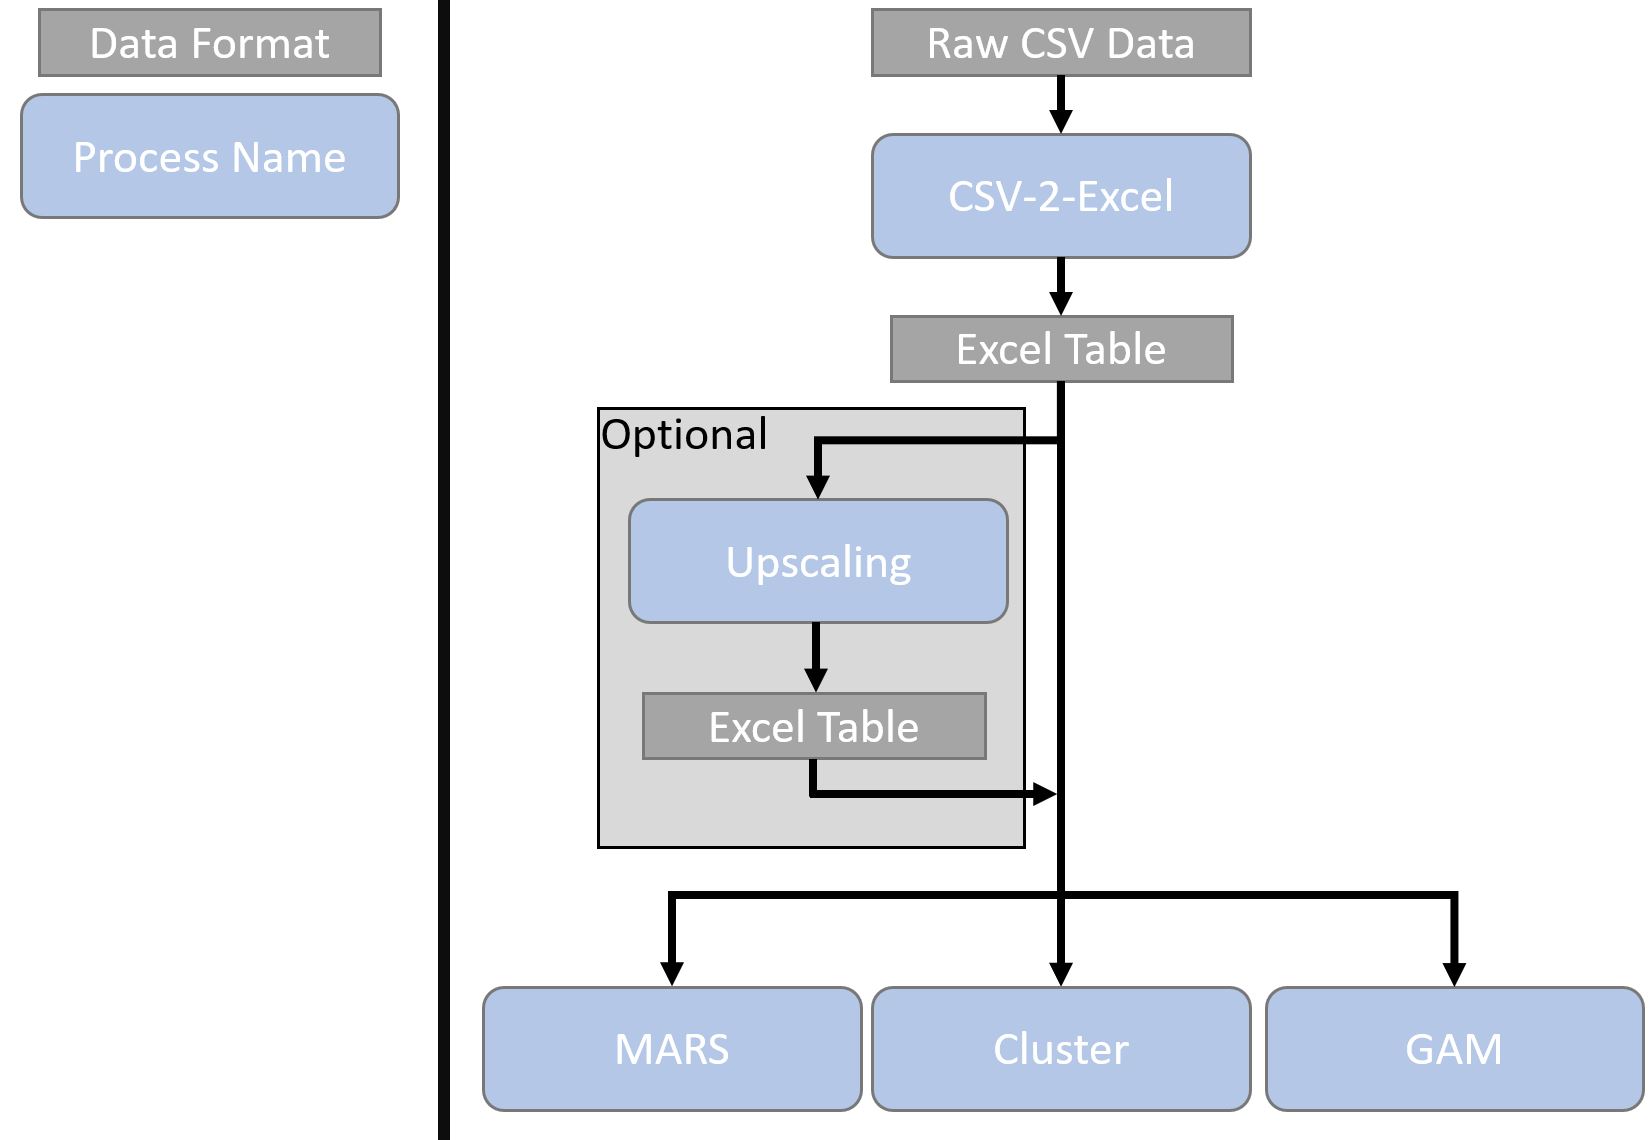 Data Format
Process Name
Raw CSV Data
CSV-2-Excel
Excel Table
Optional
Upscaling
Excel Table
MARS
Cluster
GAM